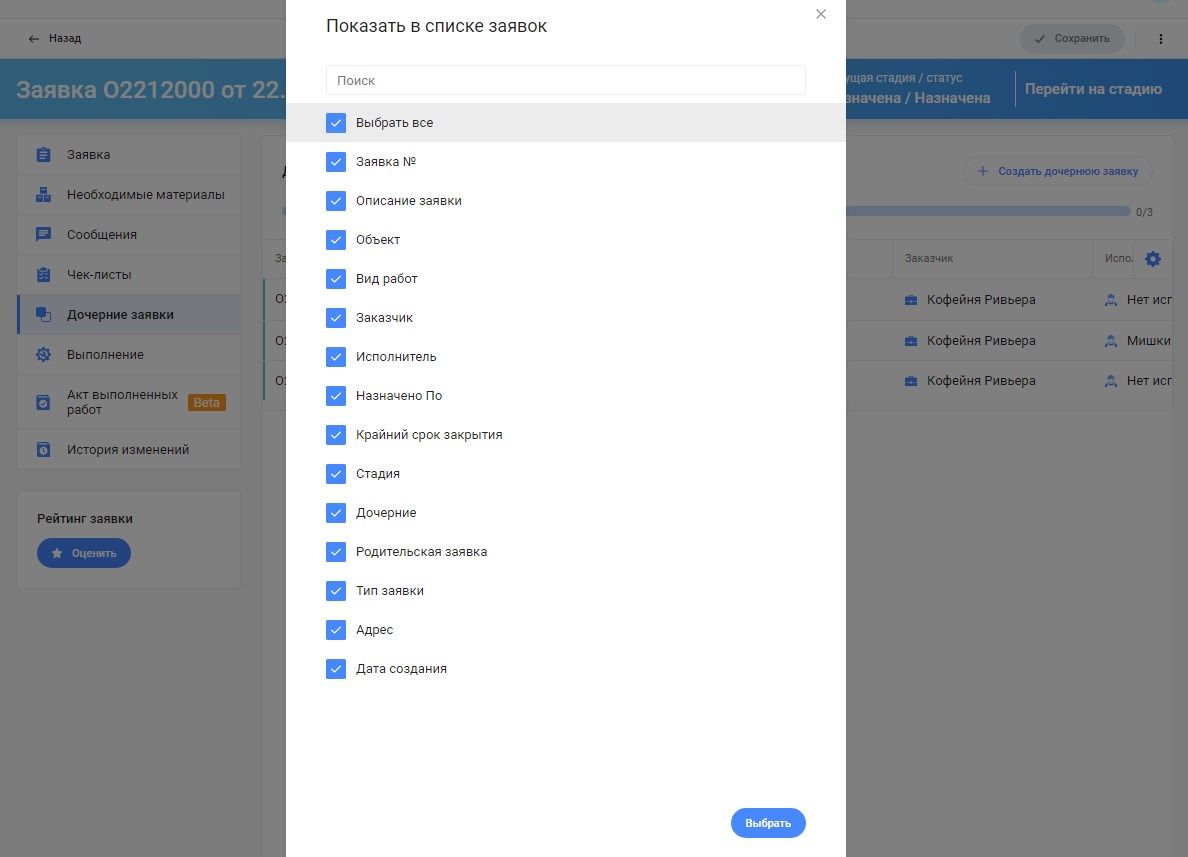 Показать в списке заявок
Назад
Сохранить
Заявка О2212000 от 22.
ущая стадия / статус
значена / Назначена
Перейти на стадию
Поиск
Выбрать все
Заявка №
Описание заявки
Объект
Вид работ
Заказчик
Исполнитель
Назначено По
Крайний срок закрытия
Стадия
Дочерние
Родительская заявка
Тип заявки
Адрес
Дата создания
Выбрать
Заявка
Необходимые материалы
Сообщения
Чек-листы
Дочерние заявки
Выполнение
Акт выполненных
работ
Beta
История изменений
Рейтинг заявки
Оценить
Создать дочернюю заявку
0/3
За
Заказчик
Испол
Кофейня Ривьера
Нет исп
Кофейня Ривьера
Мишки
Кофейня Ривьера
Нет исп